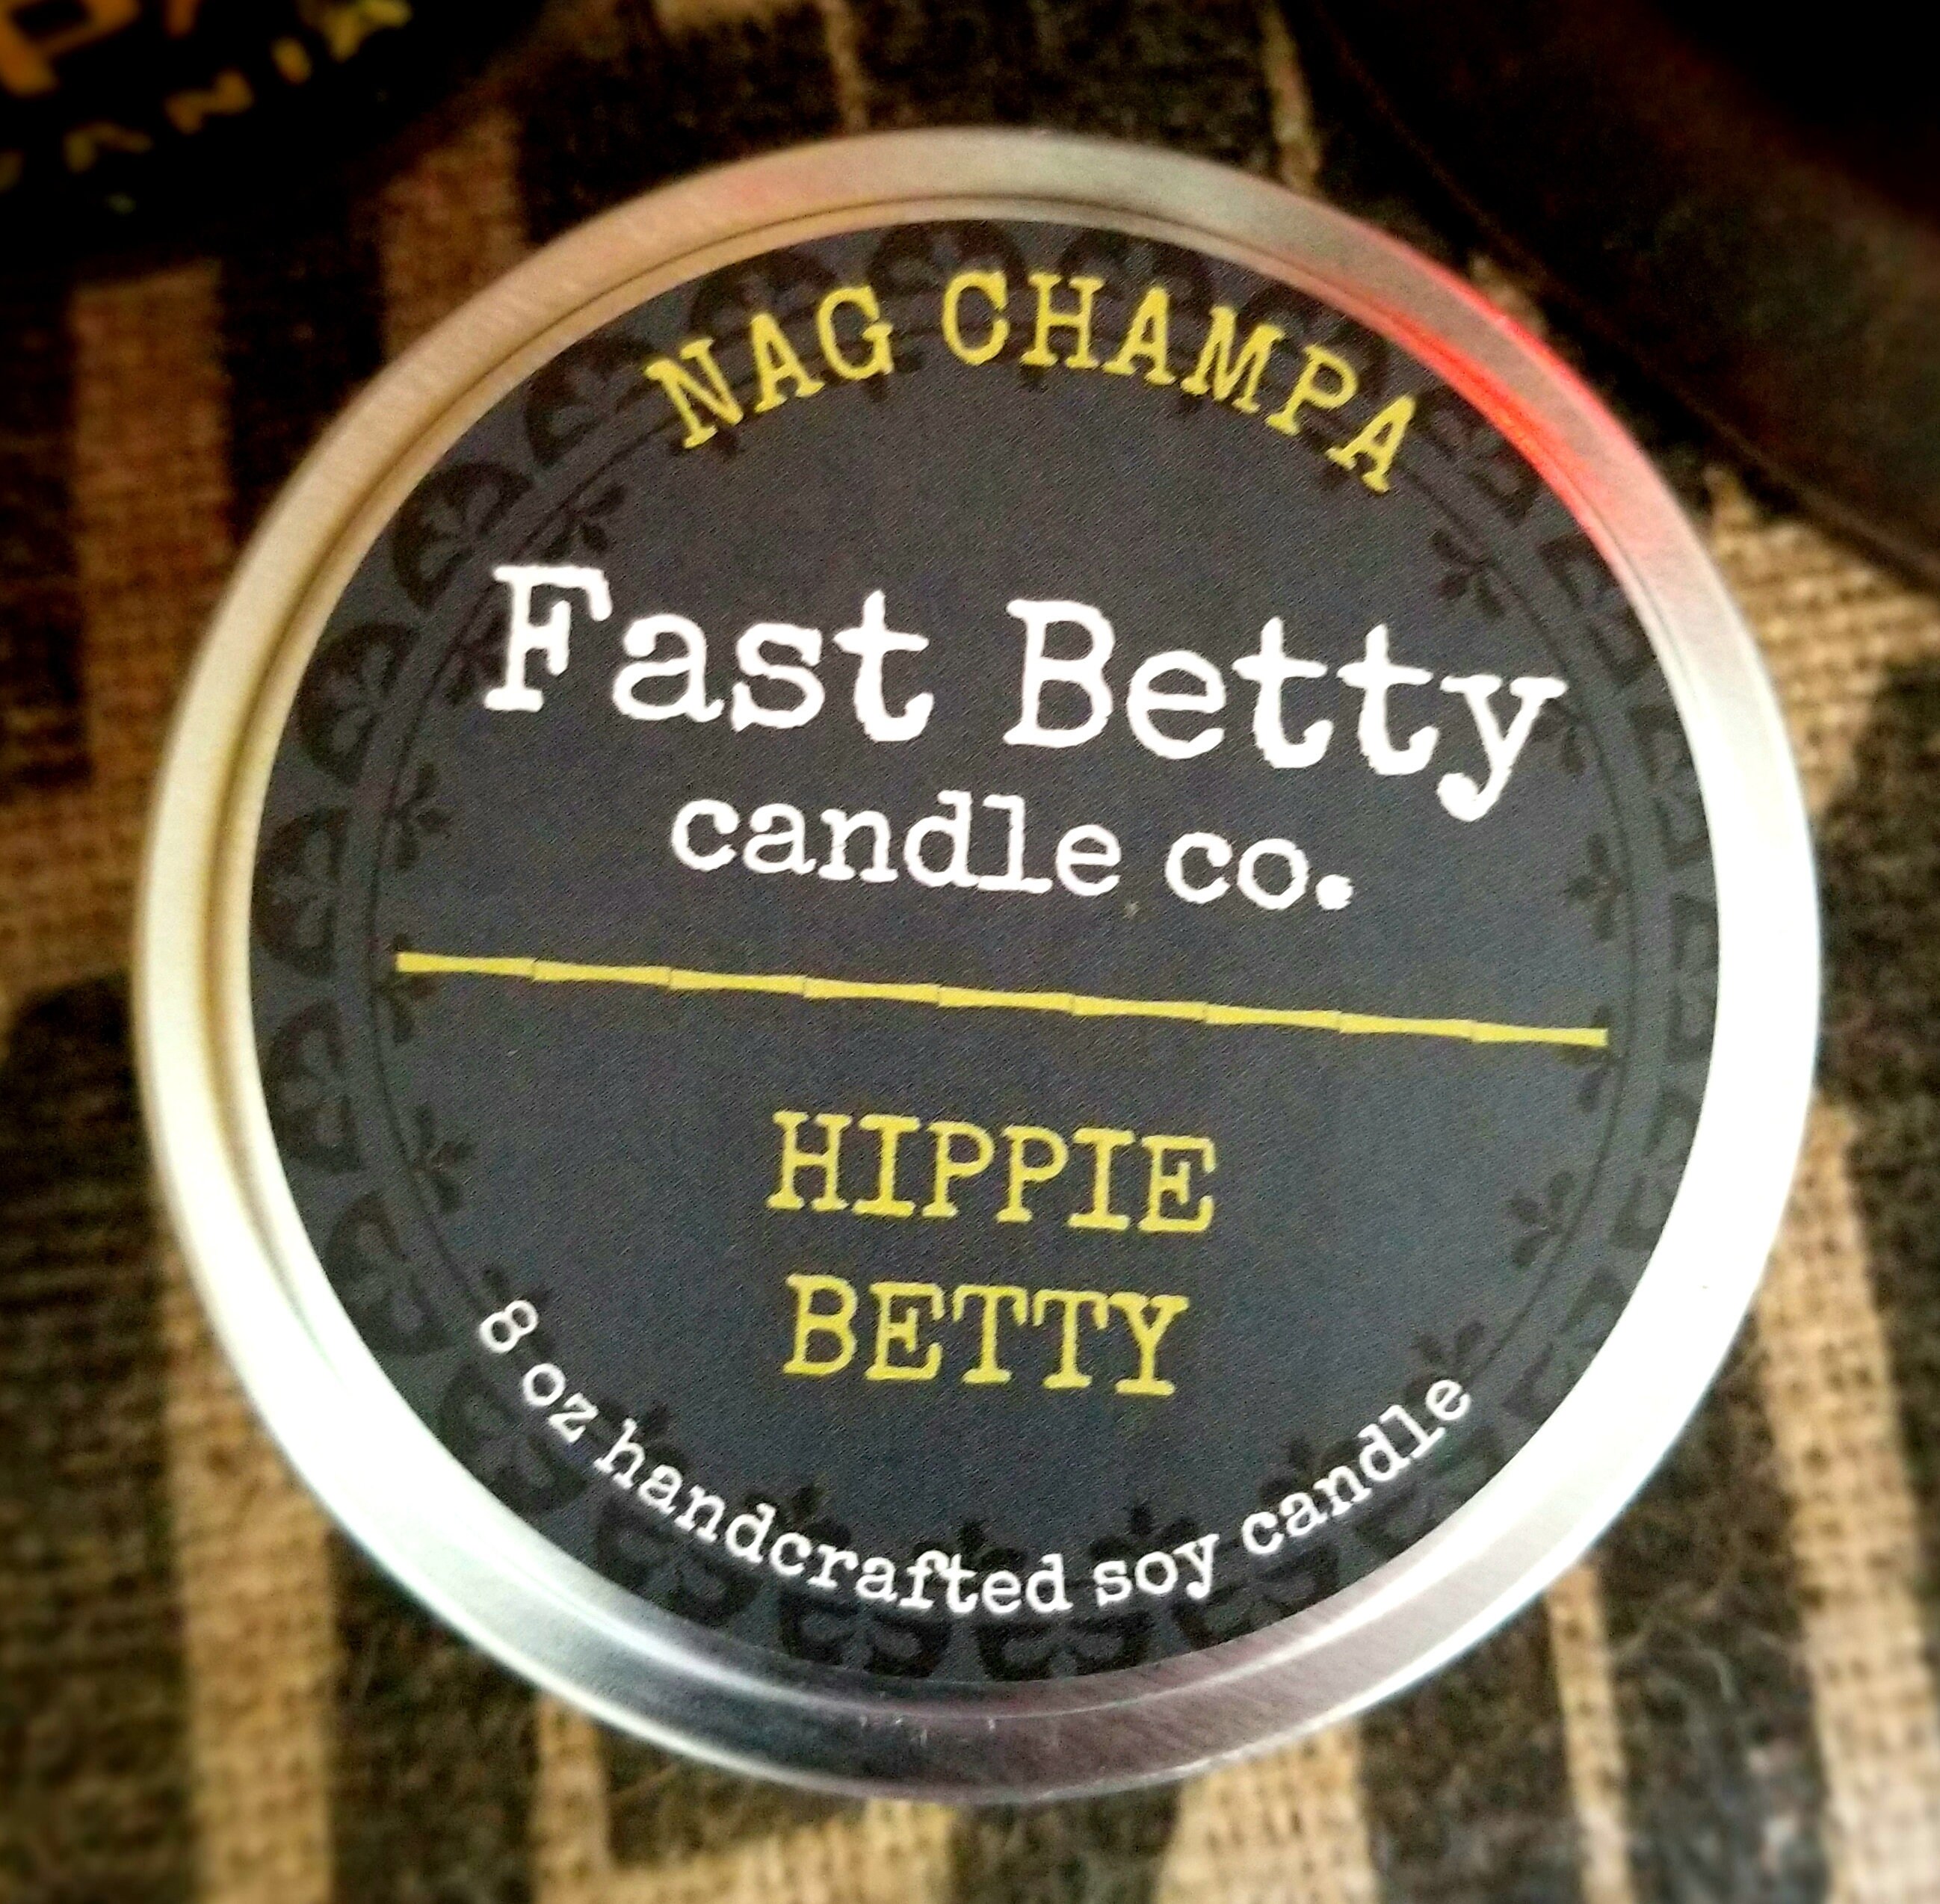 NAG CHAMPA
Fast Betty
candle co.
HIPPIE
BETTY
8 oz handcrafted soy candle